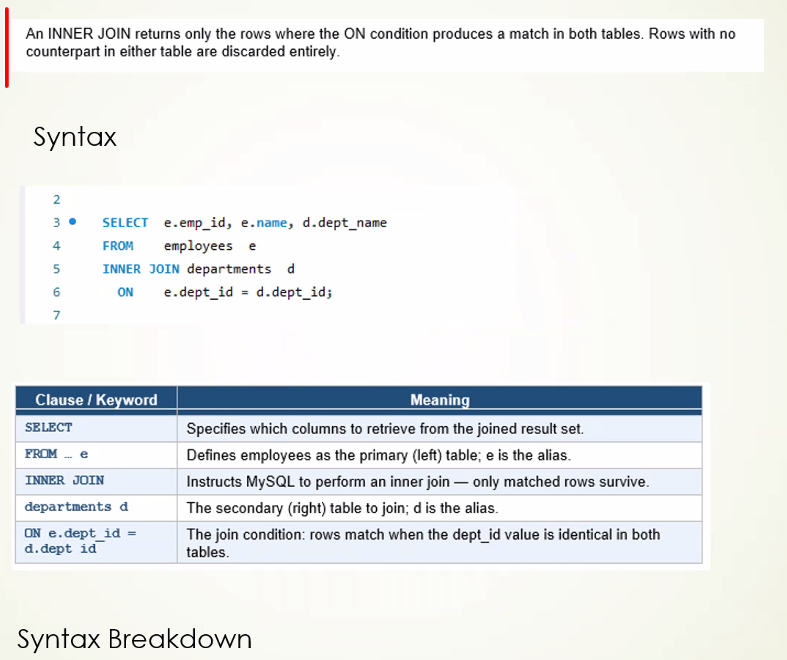 An INNER JOIN returns only the rows where the ON condition produces a match in both tables. Rows with no
counterpart in either table are discarded entirely.
Syntax
2
3 SELECT e.emp_id, e.name, d.dept_name
4 FROM employees e
5 INNER JOIN departments d
6 ON e.dept_id = d.dept_id;
7
Clause / Keyword Meaning
SELECT Specifies which columns to retrieve from the joined result set.
FROM … e Defines employees as the primary (left) table; e is the alias.
INNER JOIN Instructs MySQL to perform an inner join — only matched rows survive.
departments d The secondary (right) table to join; d is the alias.
ON e.dept_id = The join condition: rows match when the dept_id value is identical in both
d.dept id tables.
Syntax Breakdown